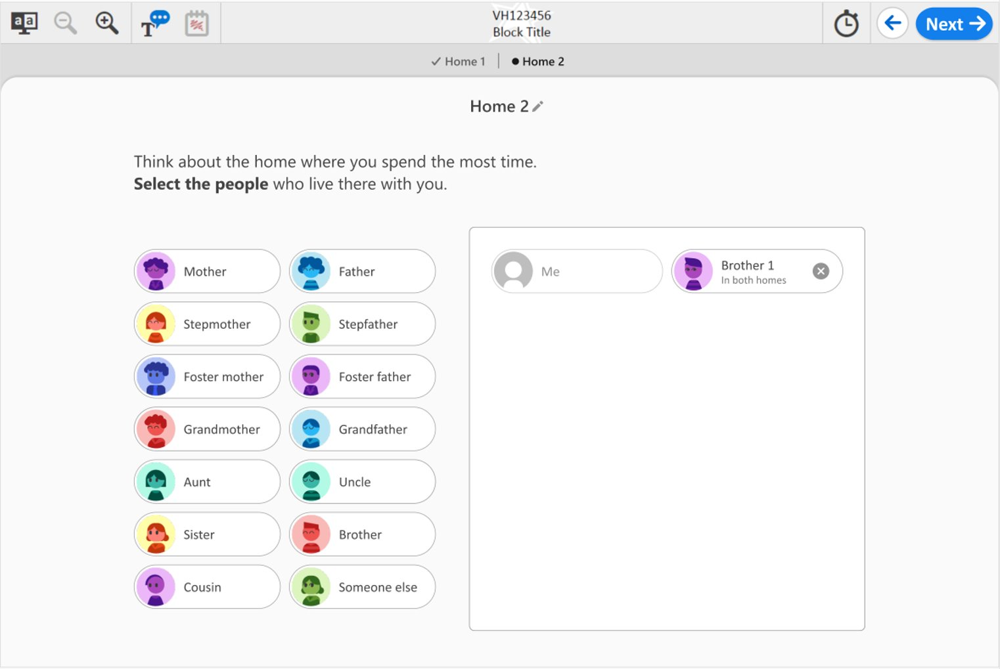 aa
T
VH123456
Block Title
Next
Home 1
Home 2
Home 2
Think about the home where you spend the most time.
Select the people who live there with you.
Mother
Father
Stepmother
Stepfather
Foster mother
Foster father
Grandmother
Grandfather
Aunt
Uncle
Sister
Brother
Cousin
Someone else
Me
Brother 1
In both homes